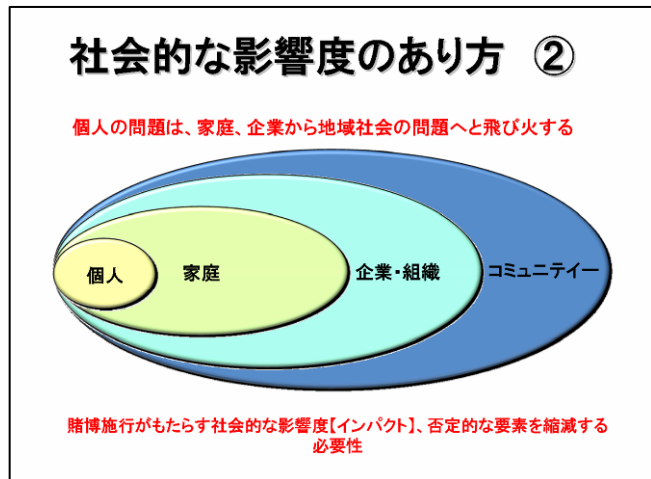 社会的な影響度のあり方　②
個人の問題は、家庭、企業から地域社会の問題へと飛び火する
個人
家庭
企業・組織
コミュニテイー
賭博施行がもたらす社会的な影響度【インパクト】、否定的な要素を縮減する
必要性